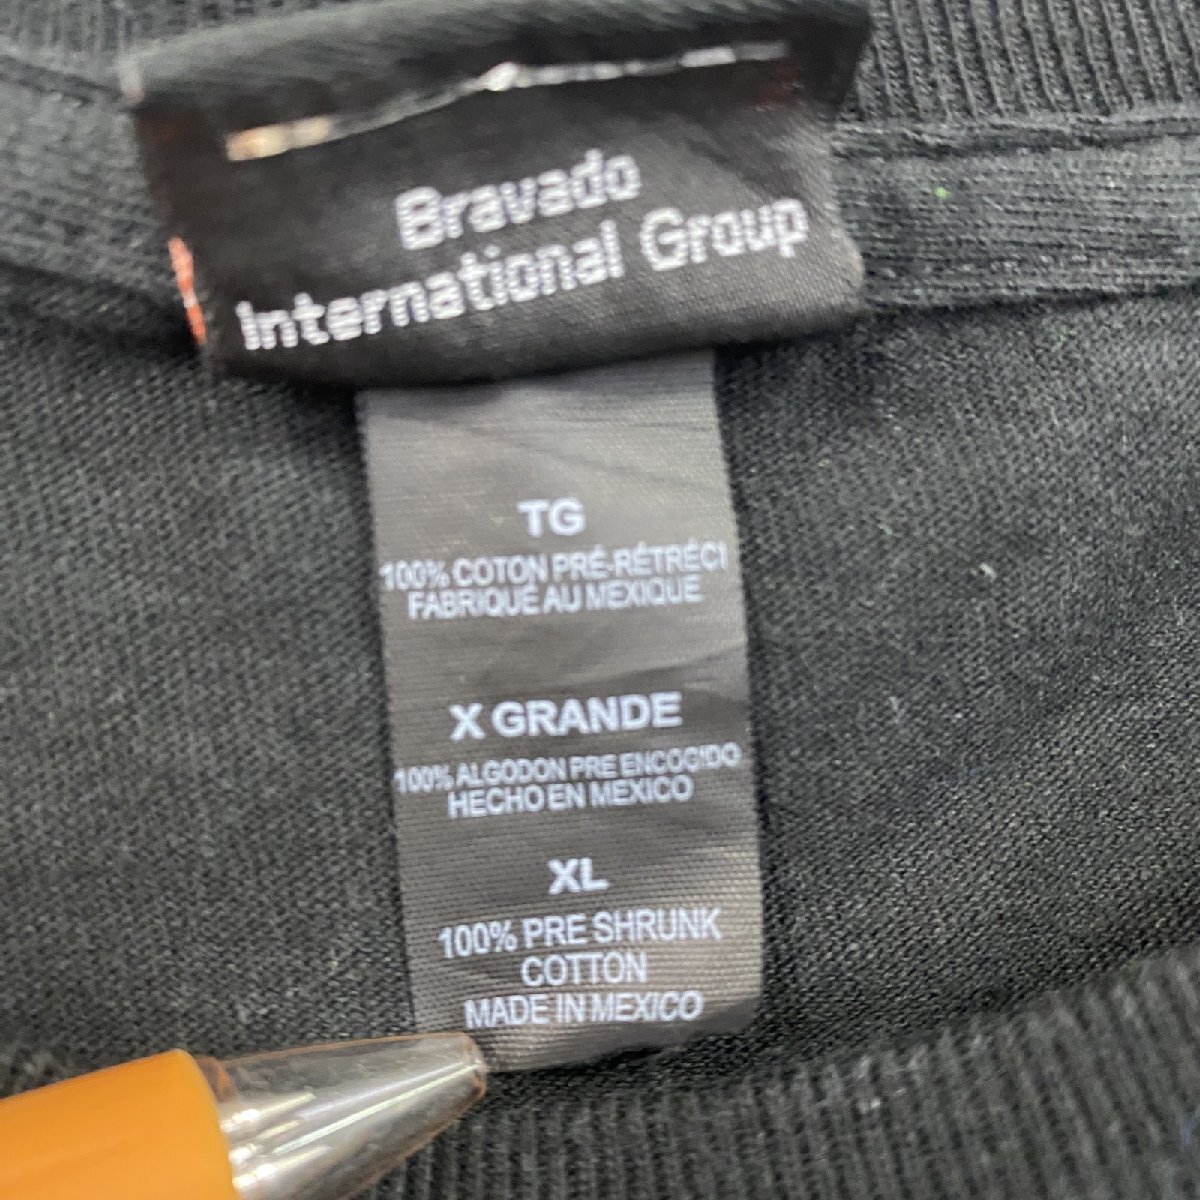 Bravado
International Group
TG
100% COTON PRÉ-RÉTRÉCI
FABRIQUE AU MEXIQUE
X GRANDE
100% ALGODON PRE ENCOGIDO
HECHO EN MEXICO
XL
100% PRE SHRUNK
COTTON
MADE IN MEXICO